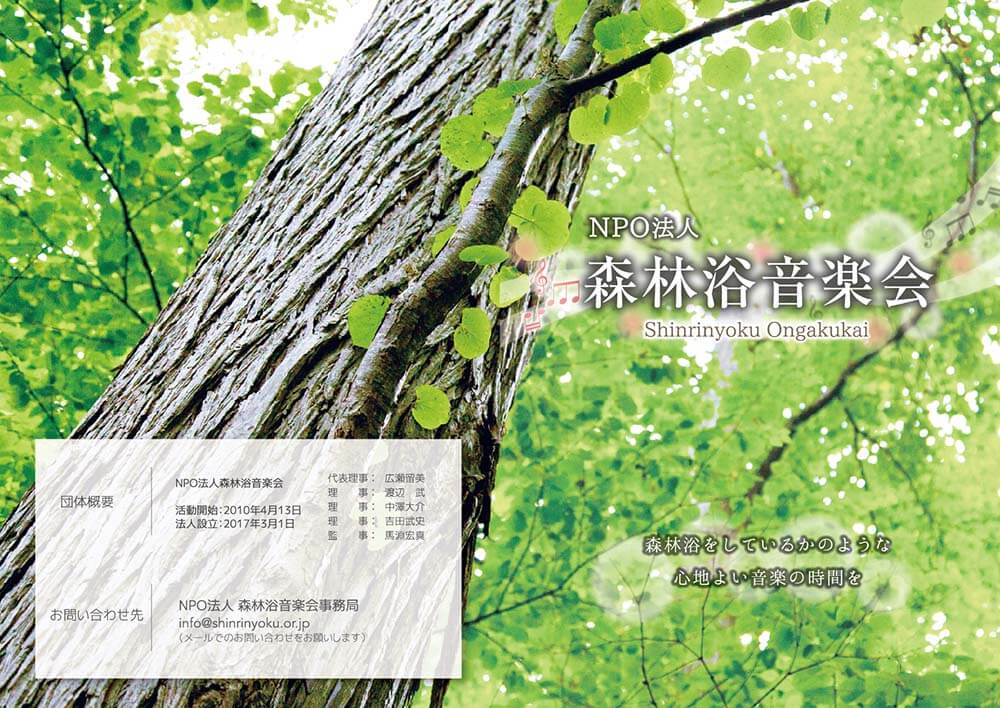 NPO法人
森林浴音楽会
Shinrinyoku Ongakukai
森林浴をしているかのような
心地よい音楽の時間を
団体概要
NPO法人森林浴音楽会
活動開始：2010年4月13日
法人設立：2017年3月1日
代表理事： 広瀬留美
理　　事： 渡辺　武
理　　事： 中澤大介
理　　事： 吉田武史
監　　事： 馬淵宏真
お問い合わせ先
NPO法人 森林浴音楽会事務局
info@shinrinyoku.or.jp
（メールでのお問い合わせをお願いします）